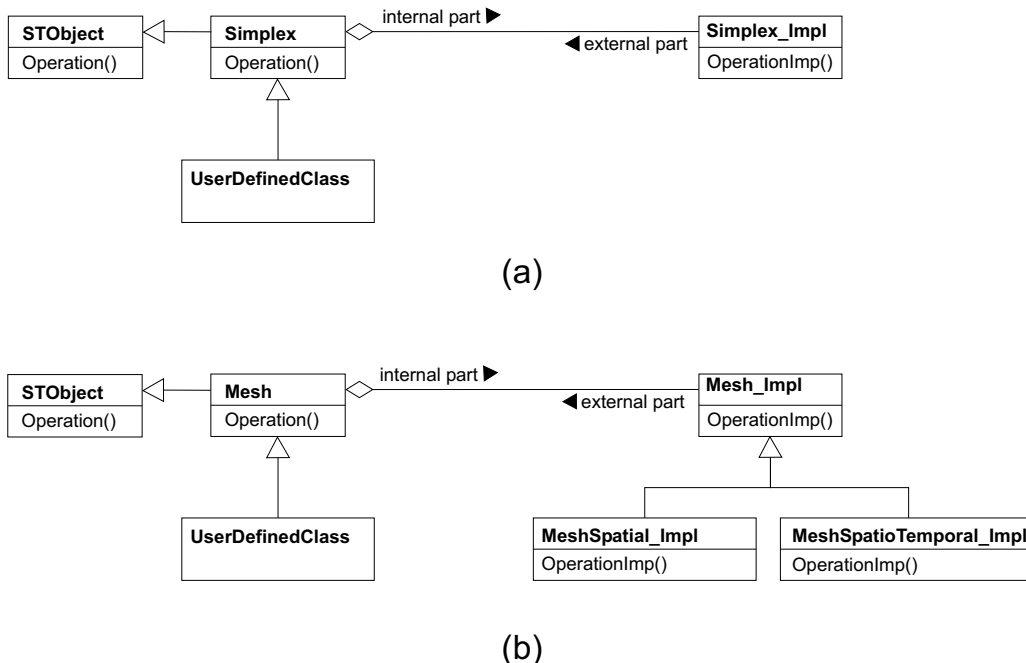 internal part ▶
STObject
Simplex
Simplex_Impl
◀ external part
Operation()
Operation()
OperationImp()
UserDefinedClass
(a)
internal part ▶
STObject
Mesh
Mesh_Impl
◀ external part
Operation()
Operation()
OperationImp()
UserDefinedClass
MeshSpatial_Impl
MeshSpatioTemporal_Impl
OperationImp()
OperationImp()
(b)